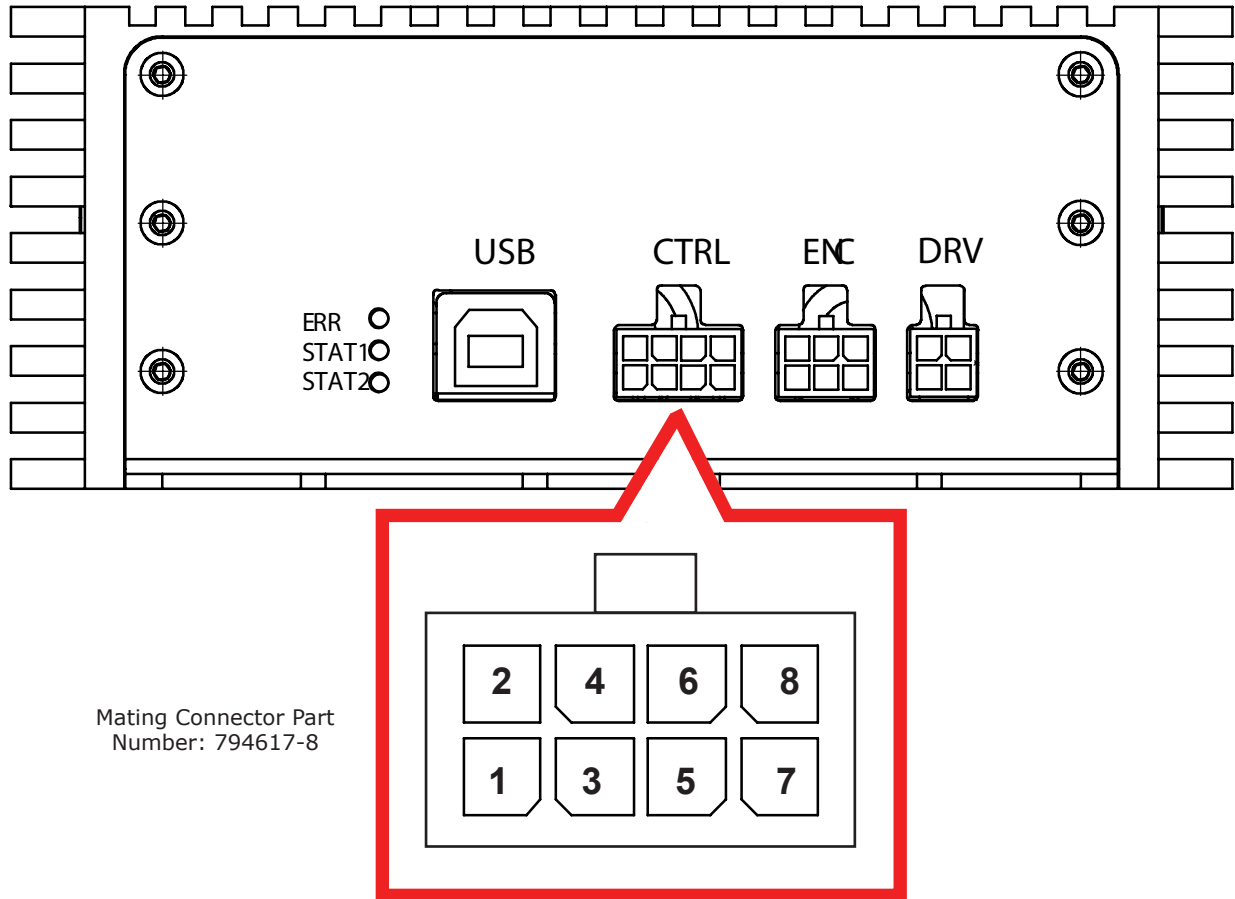 USB CTRL ENC DRV
ERR
STAT1
STAT2
2 4 6 8
Mating Connector Part
Number: 794617-8
1 3 5 7